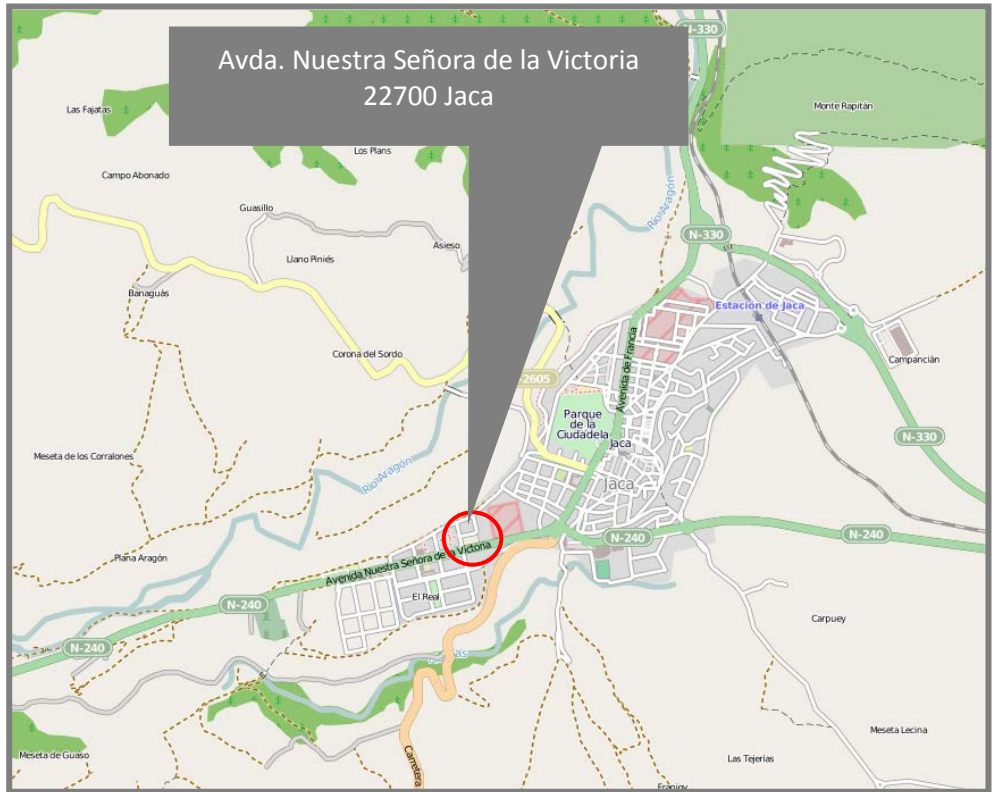 Avda. Nuestra Señora de la Victoria
22700 Jaca
N-330
Las Fajatas
Monte Rapitán
Los Plans
Campo Abonado
Río Aragón
Guasillo
N-330
Asieso
Llano Piniés
Banaguás
Estación de Jaca
Corona del Sordo
Avenida de Francia
Campancián
-2605
Parque
de la
Ciudadela
Jaca
N-330
Meseta de los Corralones
Río Aragón
Jaca
N-240
N-240
Plana Aragón
Avenida Nuestra Señora de la Victoria
El Real
N-240
Carpuey
N-240
Meseta Lecina
Meseta de Guaso
Carretera
Las Tejerías